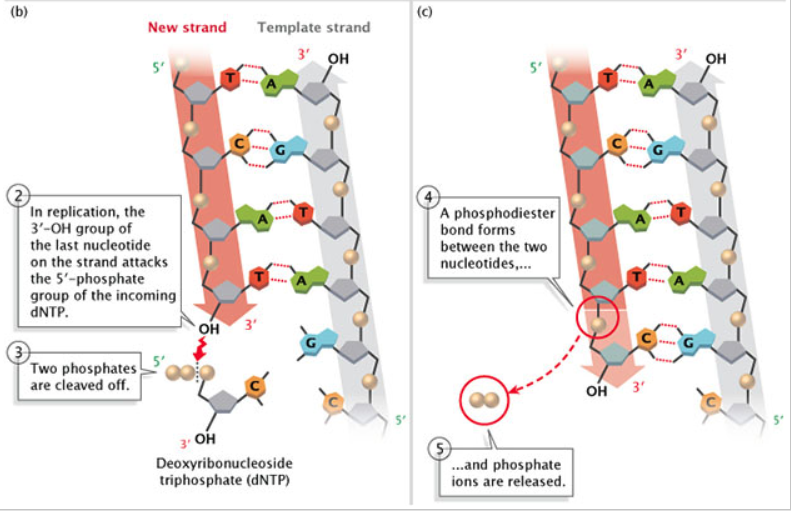 (b)
New strand
Template strand
5′
3′
OH
T
A
C
G
A
T
T
A
2
In replication, the
3′–OH group of
the last nucleotide
on the strand attacks
the 5′–phosphate
group of the incoming
dNTP.
OH
3′
G
3
Two phosphates
are cleaved off.
5′
C
C
3′
OH
5′
Deoxyribonucleoside
triphosphate (dNTP)
(c)
5′
3′
OH
T
A
C
G
A
T
T
A
4
A phosphodiester
bond forms
between the two
nucleotides,...
C
G
OH
3′
C
5′
5
...and phosphate
ions are released.